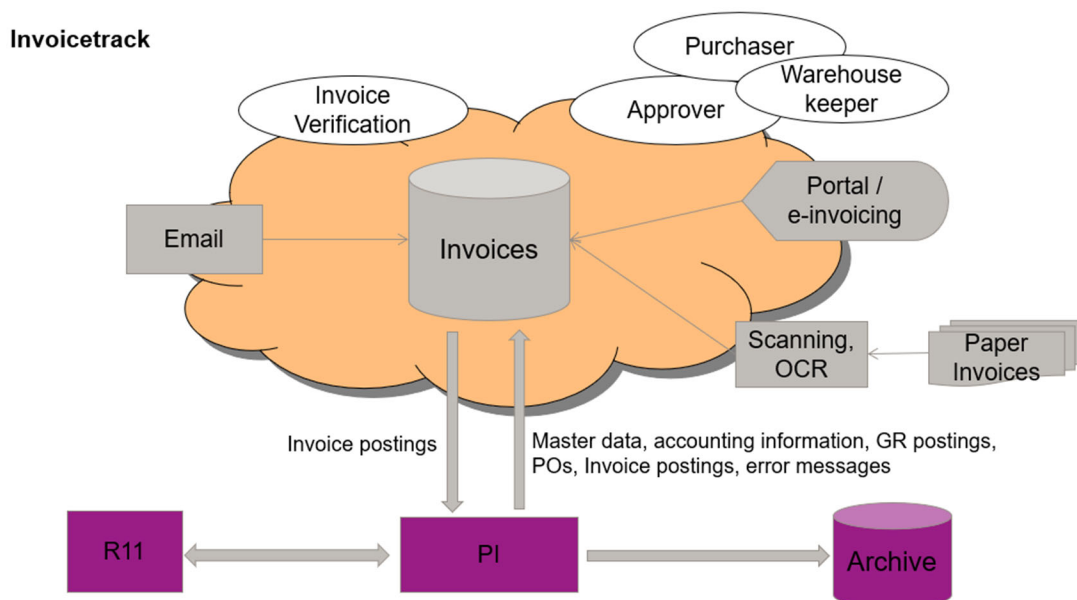 Invoicetrack
Purchaser
Warehouse
keeper
Invoice
Verification
Approver
Portal /
e-invoicing
Email
Invoices
Scanning,
OCR
Paper
Invoices
Invoice postings
Master data, accounting information, GR postings,
POs, Invoice postings, error messages
R11
PI
Archive